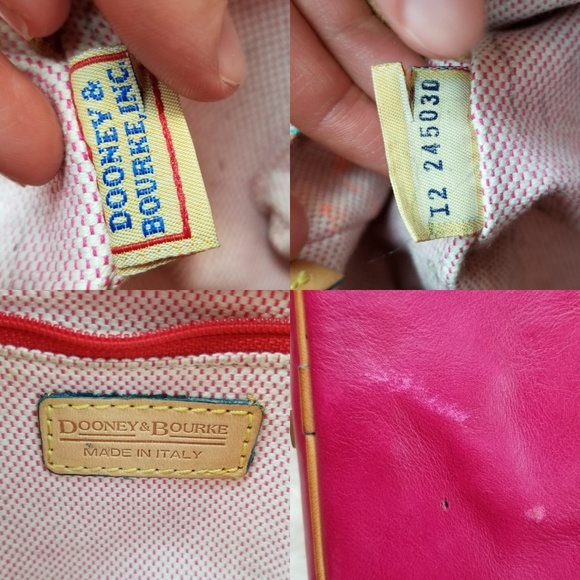 DOONEY &
BOURKE, INC.
I2 245030
DOONEY & BOURKE
MADE IN ITALY